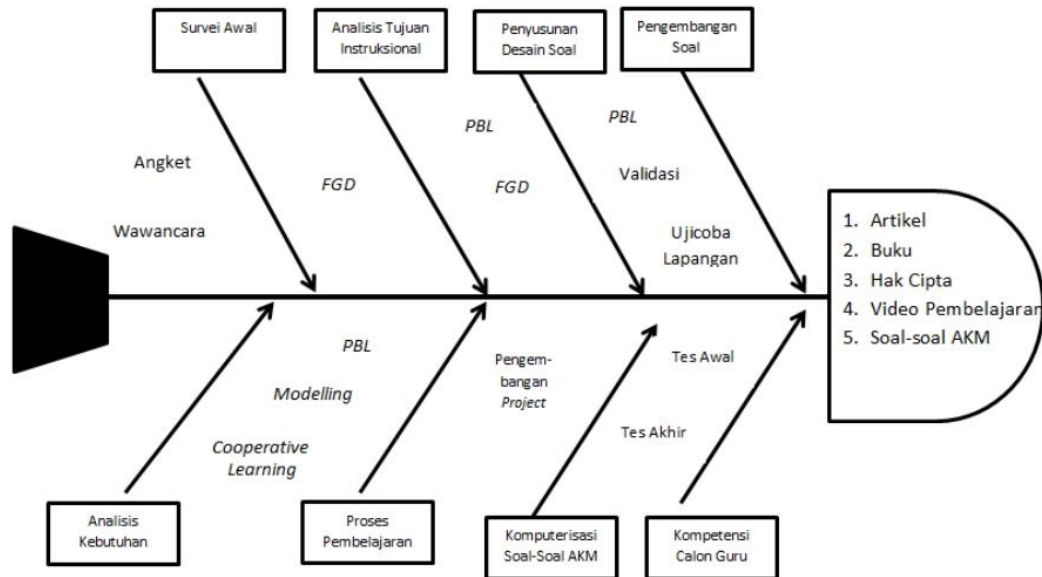 Survei Awal
Analisis Tujuan
Instruksional
Penyusunan
Desain Soal
Pengembangan
Soal
Angket
Wawancara
FGD
PBL
FGD
PBL
Validasi
Ujicoba
Lapangan
1. Artikel
2. Buku
3. Hak Cipta
4. Video Pembelajaran
5. Soal-soal AKM
PBL
Modelling
Cooperative
Learning
Pengem-
bangan
Project
Tes Awal
Tes Akhir
Analisis
Kebutuhan
Proses
Pembelajaran
Komputerisasi
Soal-Soal AKM
Kompetensi
Calon Guru